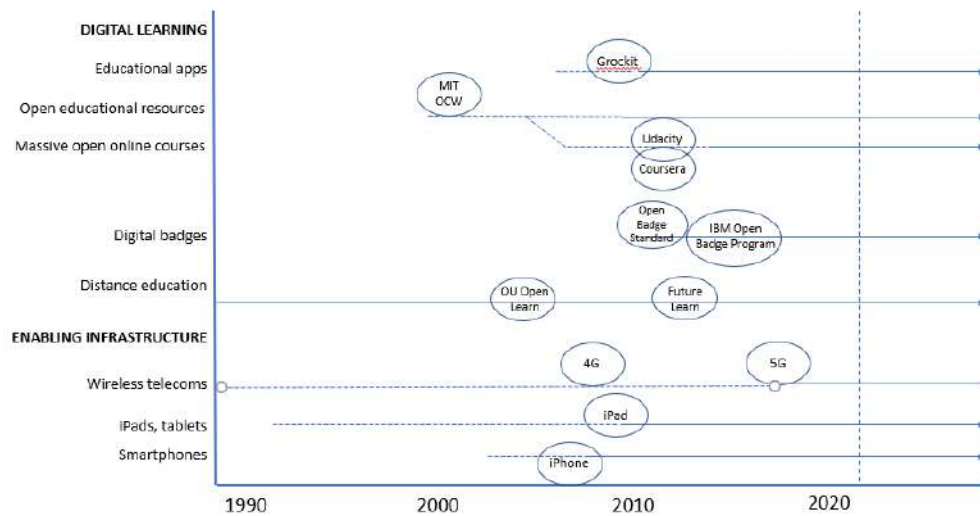 DIGITAL LEARNING
Educational apps
Grockit
MIT
OCW
Open educational resources
Massive open online courses
Udacity
Coursera
Digital badges
Open
Badge
Standard
IBM Open
Badge Program
Distance education
OU Open
Learn
Future
Learn
ENABLING INFRASTRUCTURE
4G
5G
Wireless telecoms
iPads, tablets
iPad
Smartphones
iPhone
1990
2000
2010
2020